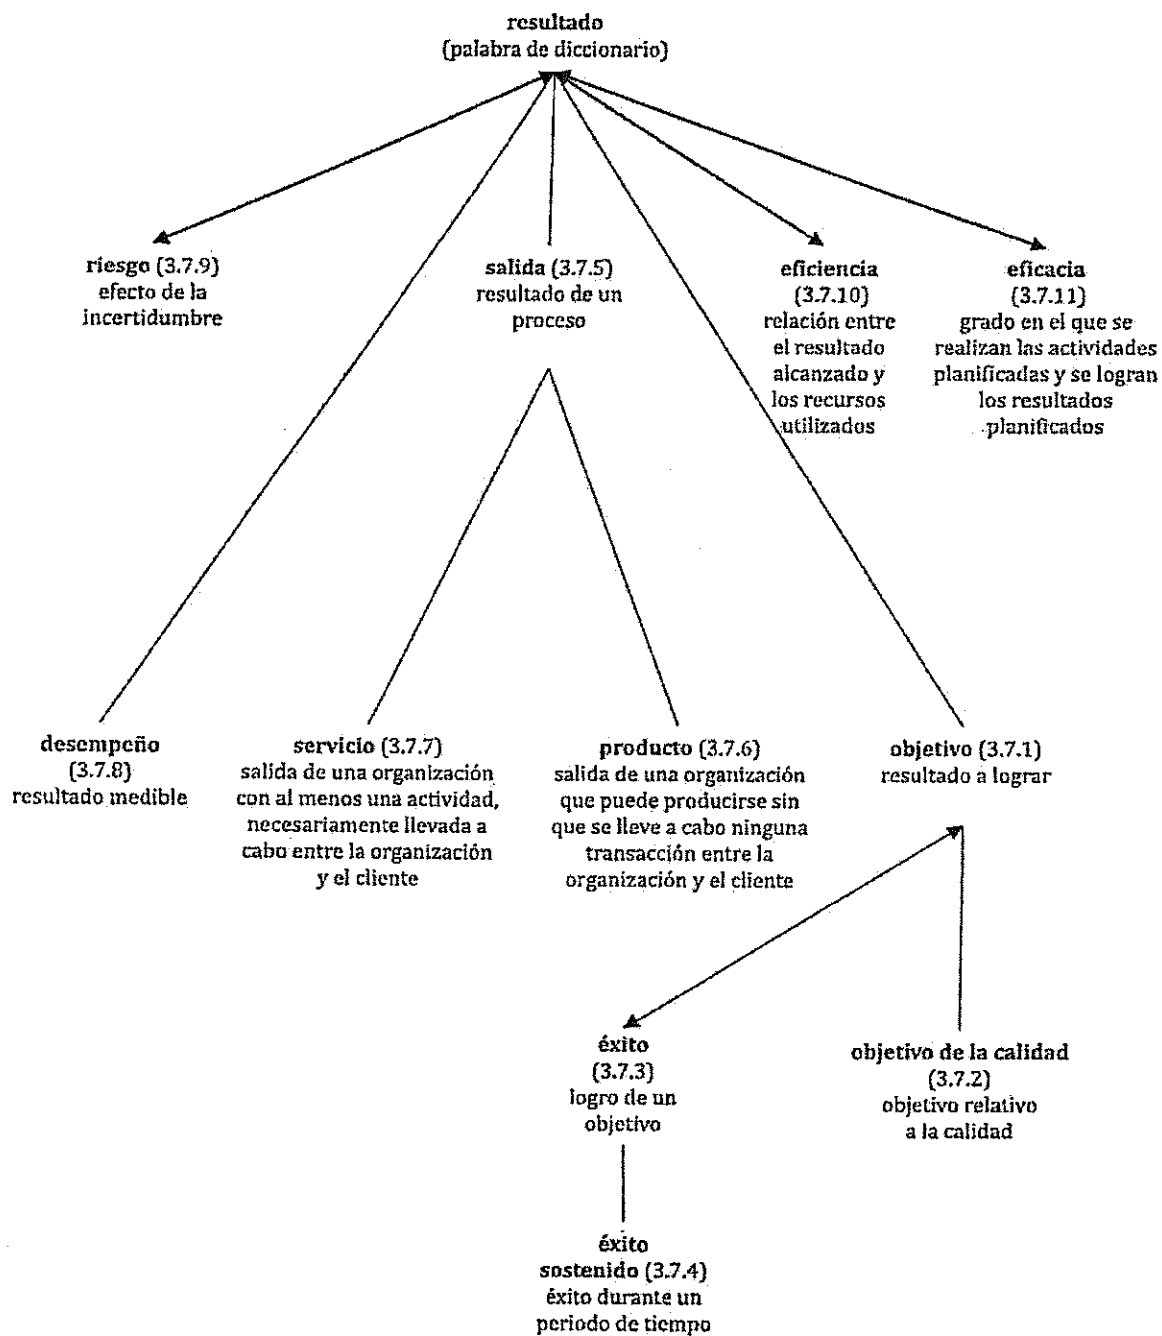 resultado
(palabra de diccionario)
riesgo (3.7.9)
efecto de la
incertidumbre
salida (3.7.5)
resultado de un
proceso
eficiencia
(3.7.10)
relación entre
el resultado
alcanzado y
los recursos
utilizados
eficacia
(3.7.11)
grado en el que se
realizan las actividades
planificadas y se logran
los resultados
planificados
desempeño
(3.7.8)
resultado medible
servicio (3.7.7)
salida de una organización
con al menos una actividad,
necesariamente llevada a
cabo entre la organización
y el cliente
producto (3.7.6)
salida de una organización
que puede producirse sin
que se lleve a cabo ninguna
transacción entre la
organización y el cliente
objetivo (3.7.1)
resultado a lograr
éxito
(3.7.3)
logro de un
objetivo
objetivo de la calidad
(3.7.2)
objetivo relativo
a la calidad
éxito
sostenido (3.7.4)
éxito durante un
periodo de tiempo